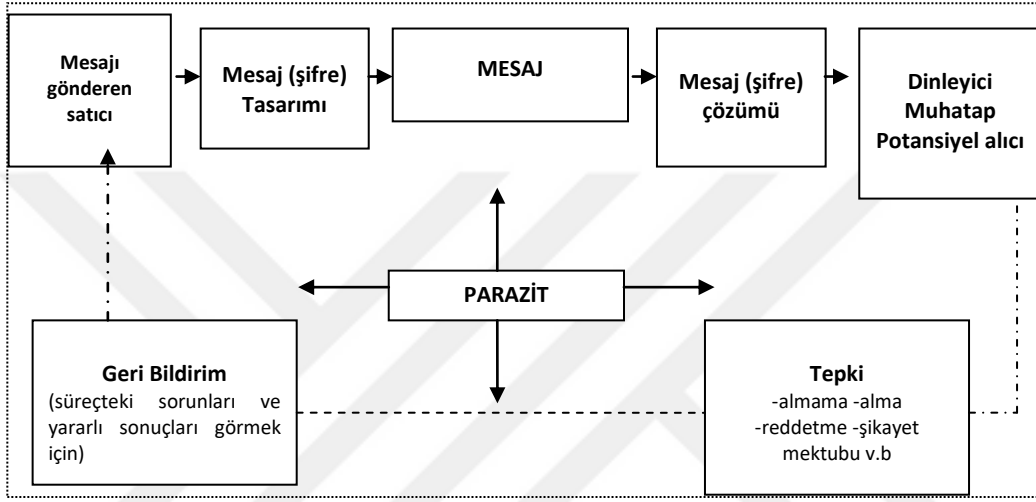 Mesajı
gönderen
satıcı
Mesaj (şifre)
Tasarımı
MESAJ
Mesaj (şifre)
çözümü
Dinleyici
Muhatap
Potansiyel alıcı
PARAZİT
Geri Bildirim
(süreçteki sorunları ve
yararlı sonuçları görmek
için)
Tepki
-almama -alma
-reddetme -şikayet
mektubu v.b